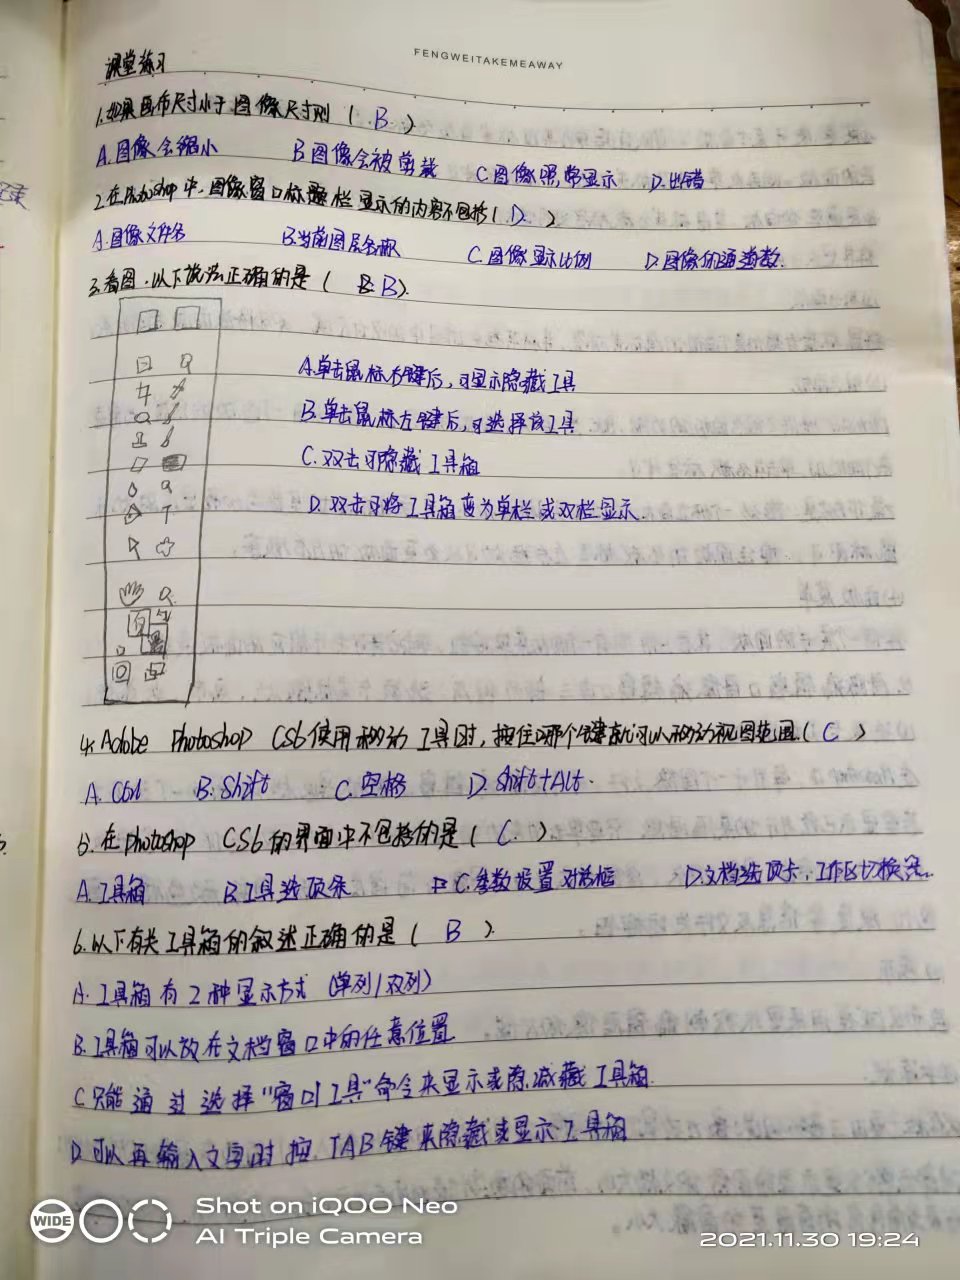 FENGWEITAKEMEAWAY
课堂练习
1.如果画布尺寸小于图像尺寸则( B )
A.图像会缩小 B.图像会被剪裁 C.图像照常显示 D.出错
2.在Photoshop中,图像窗口标题栏显示的内容不包括( D )
A.图像文件名 B.当前图层名称 C.图像显示比例 D.图像的通道数.
3.看图,以下说法正确的是( B ).
A.单击鼠标右键后,可显示隐藏工具
B.单击鼠标左键后,可选择该工具
C.双击可隐藏工具箱
D.双击可将工具箱变为单栏或双栏显示.
4.Adobe Photoshop CS6使用移动工具时,按住哪个键就可以移动视图范围.( C )
A.Ctrl B.Shift C.空格 D.Shift+Alt.
5.在Photoshop CS6的界面中不包括的是( C. ).
A.工具箱 B.工具选项条 C.参数设置对话框 D.文档选项卡,工作区切换器.
6.以下有关工具箱的叙述正确的是( B ).
A.工具箱有2种显示方式(单列/双列)
B.工具箱可以放在文档窗口中的任意位置
C.只能通过选择"窗口/工具"命令来显示或隐藏工具箱
D.可以再输入文字时按TAB键来隐藏或显示工具箱
WIDE
Shot on iQOO Neo
AI Triple Camera
2021.11.30 19:24